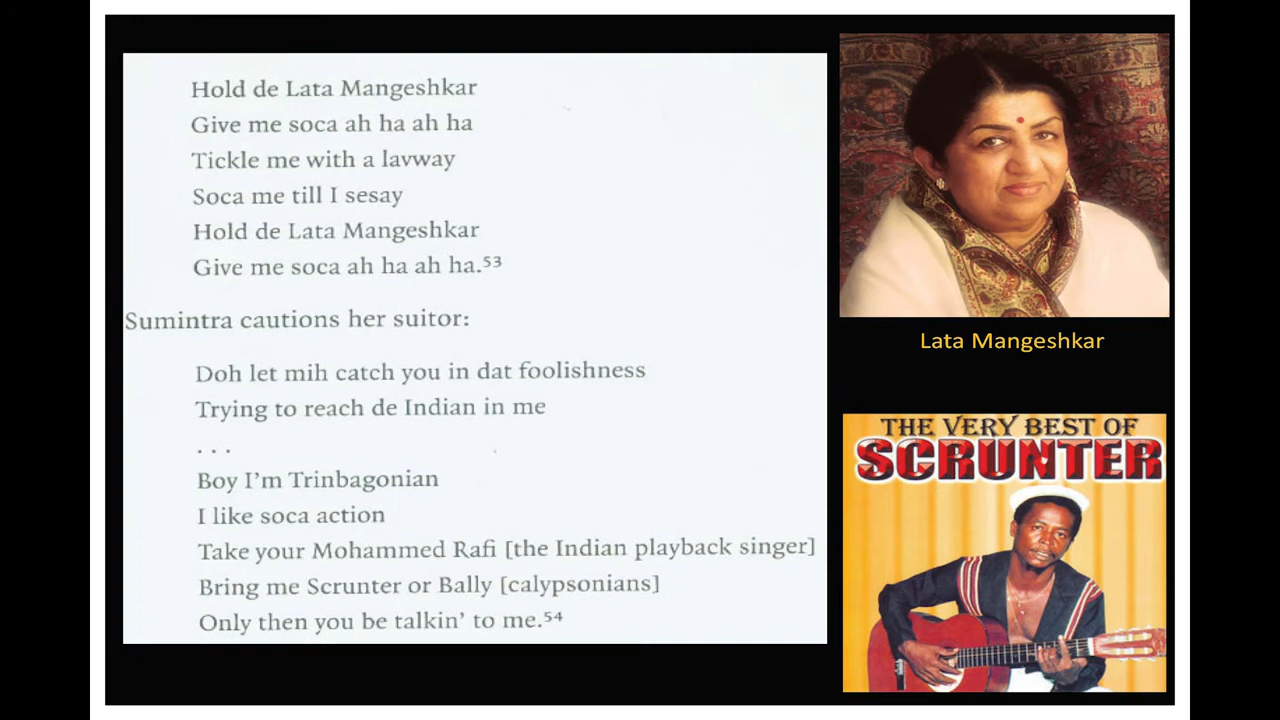 Hold de Lata Mangeshkar
Give me soca ah ha ah ha
Tickle me with a lavway
Soca me till I sesay
Hold de Lata Mangeshkar
Give me soca ah ha ah ha.⁵³
Sumintra cautions her suitor:
Doh let mih catch you in dat foolishness
Trying to reach de Indian in me
. . .
Boy I'm Trinbagonian
I like soca action
Take your Mohammed Rafi [the Indian playback singer]
Bring me Scrunter or Bally [calypsonians]
Only then you be talkin' to me.⁵⁴
Lata Mangeshkar
THE VERY BEST OF
SCRUNTER